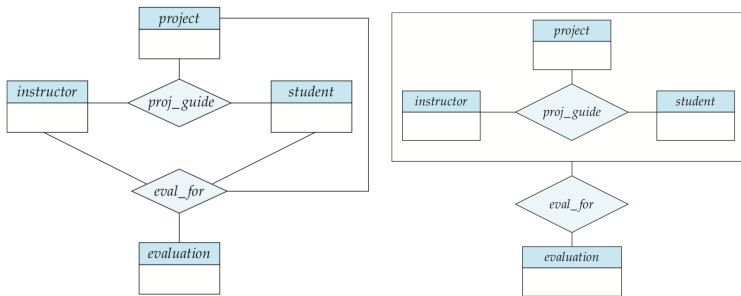 project
instructor
proj_guide
student
eval_for
evaluation
project
instructor
proj_guide
student
eval_for
evaluation